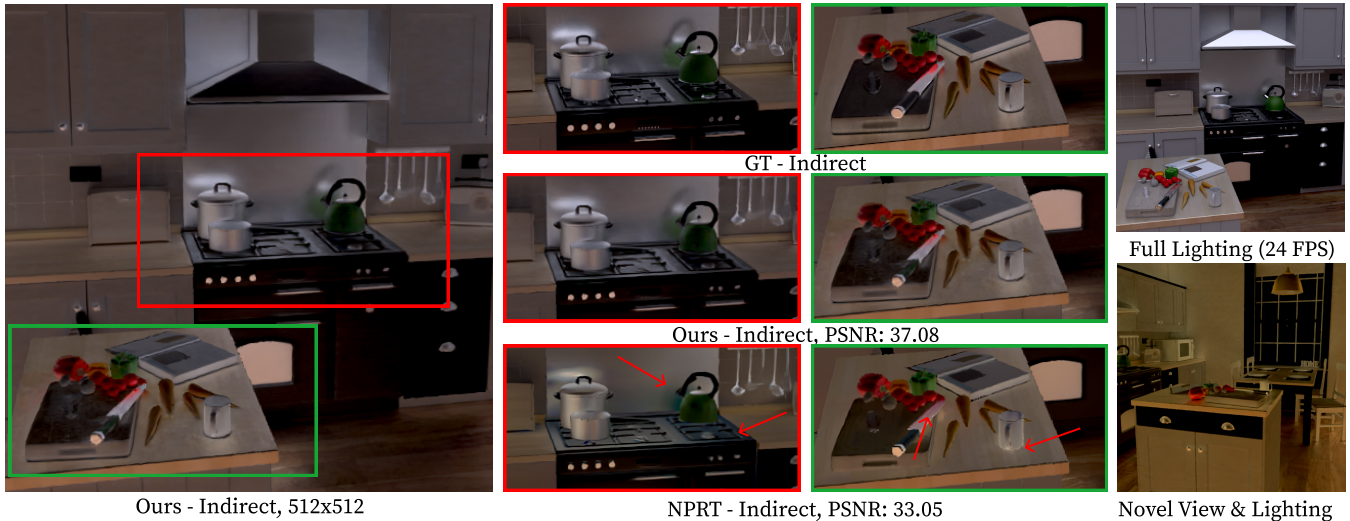 GT - Indirect
Ours - Indirect, PSNR: 37.08
NPRT - Indirect, PSNR: 33.05
Ours - Indirect, 512x512
Full Lighting (24 FPS)
Novel View & Lighting